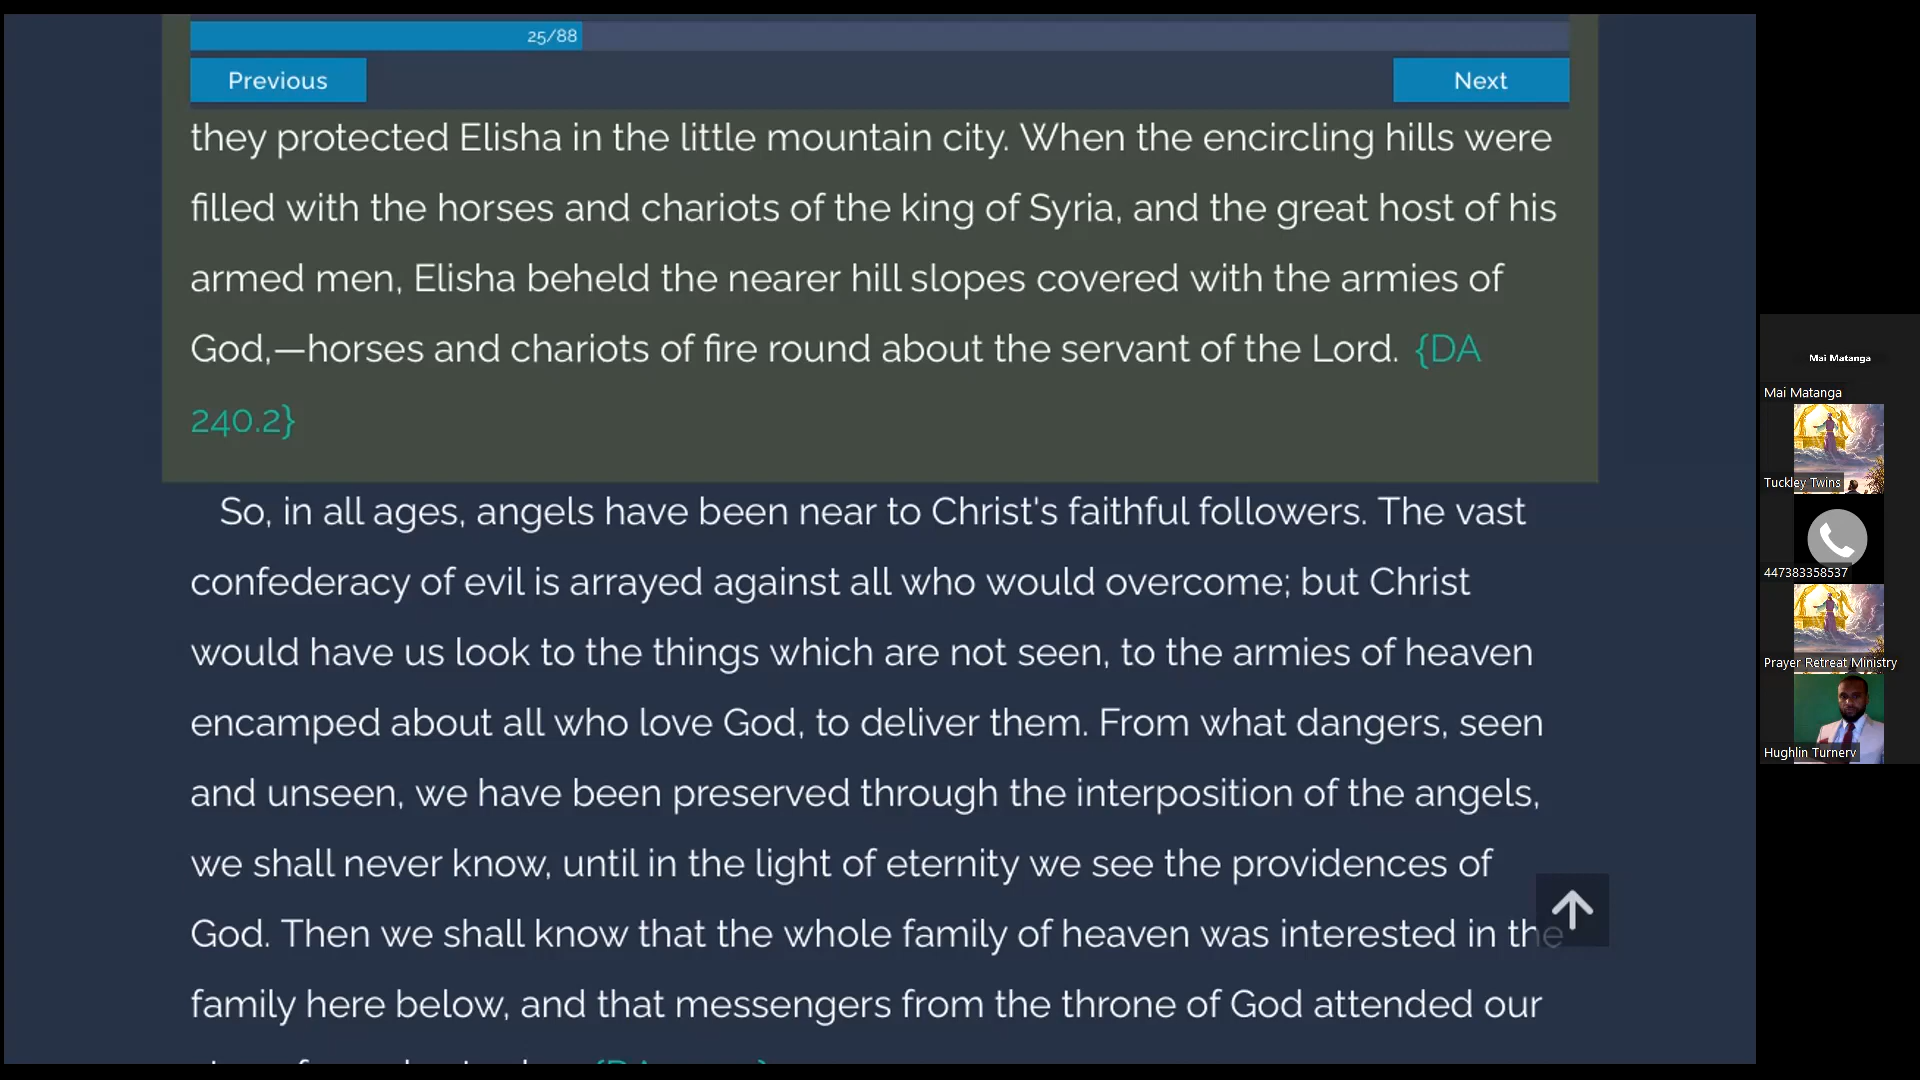 25/88
Previous
Next
they protected Elisha in the little mountain city. When the encircling hills were
filled with the horses and chariots of the king of Syria, and the great host of his
armed men, Elisha beheld the nearer hill slopes covered with the armies of
God,—horses and chariots of fire round about the servant of the Lord. {DA
240.2}
So, in all ages, angels have been near to Christ's faithful followers. The vast
confederacy of evil is arrayed against all who would overcome; but Christ
would have us look to the things which are not seen, to the armies of heaven
encamped about all who love God, to deliver them. From what dangers, seen
and unseen, we have been preserved through the interposition of the angels,
we shall never know, until in the light of eternity we see the providences of
God. Then we shall know that the whole family of heaven was interested in the
family here below, and that messengers from the throne of God attended our
Mai Matanga
Mai Matanga
Tuckley Twins
447383358537
Prayer Retreat Ministry
Hughlin Turnerv